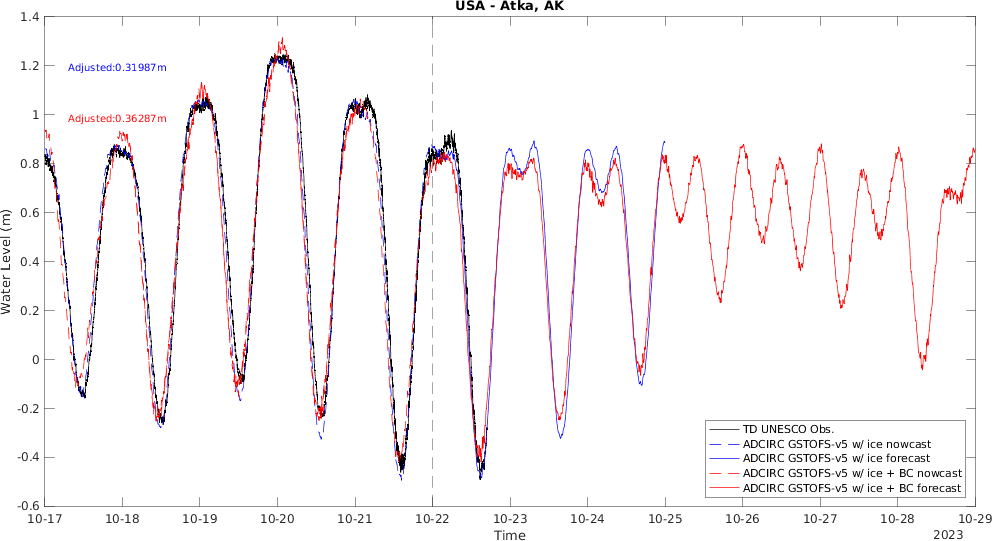 USA - Atka, AK
1.4
1.2
1
0.8
0.6
0.4
0.2
0
-0.2
-0.4
-0.6
Water Level (m)
Adjusted:0.31987m
Adjusted:0.36287m
TD UNESCO Obs.
ADCIRC GSTOFS-v5 w/ ice nowcast
ADCIRC GSTOFS-v5 w/ ice forecast
ADCIRC GSTOFS-v5 w/ ice + BC nowcast
ADCIRC GSTOFS-v5 w/ ice + BC forecast
10-17 10-18 10-19 10-20 10-21 10-22 10-23 10-24 10-25 10-26 10-27 10-28 10-29
Time
2023